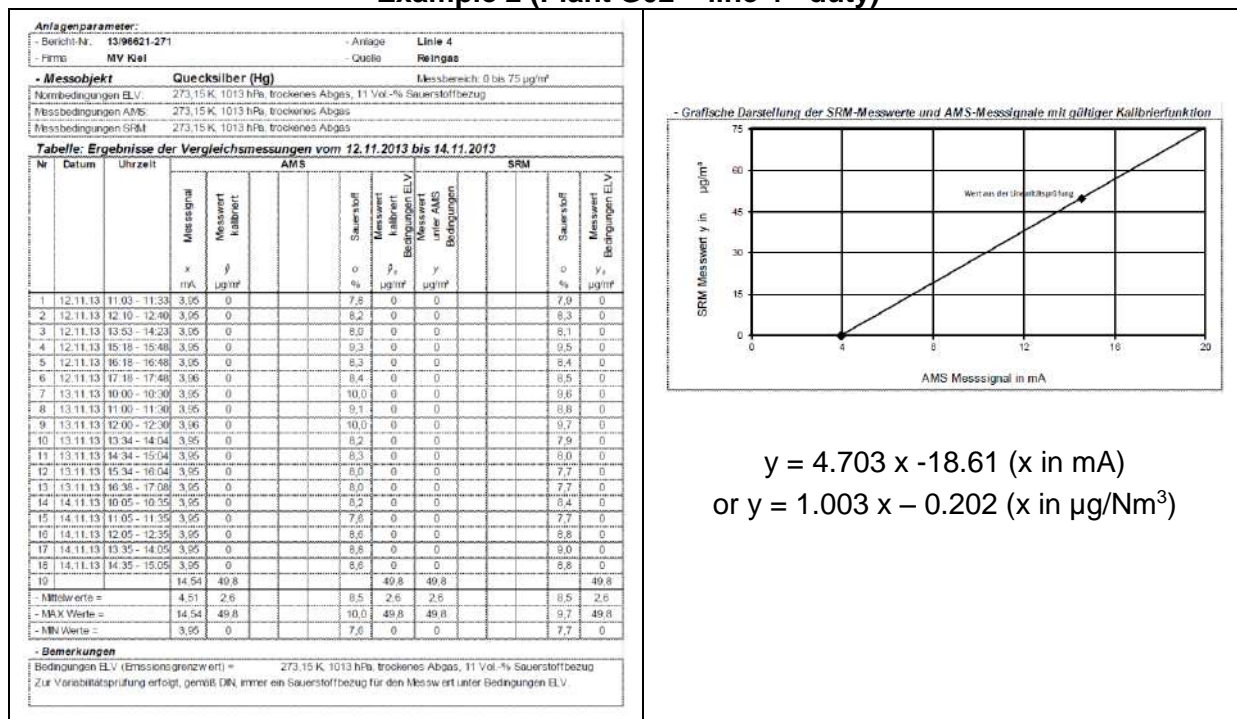 Anlagenparameter:
- Bericht-Nr. 13/96621-271 - Anlage Linie 4
- Firma MV Kiel - Quelle Reingas
- Messobjekt Quecksilber (Hg) Messbereich: 0 bis 75 µg/m³
Normbedingungen ELV: 273,15 K, 1013 hPa, trockenes Abgas, 11 Vol.-% Sauerstoffbezug
Messbedingungen AMS: 273,15 K, 1013 hPa, trockenes Abgas
Messbedingungen SRM: 273,15 K, 1013 hPa, trockenes Abgas
Tabelle: Ergebnisse der Vergleichsmessungen vom 12.11.2013 bis 14.11.2013
Nr Datum Uhrzeit AMS SRM
Messsignal Messwert kalibriert Sauerstoff Messwert kalibriert Bedingungen ELV Messwert unter AMS Bedingungen Sauerstoff Messwert Bedingungen ELV
x ŷ o ŷs y o ys
mA µg/m³ % µg/m³ µg/m³ % µg/m³
1 12.11.13 11:03 - 11:33 3,95 0 7,8 0 0 7,9 0
2 12.11.13 12:10 - 12:40 3,95 0 8,2 0 0 8,3 0
3 12.11.13 13:53 - 14:23 3,95 0 8,0 0 0 8,1 0
4 12.11.13 15:18 - 15:48 3,95 0 9,3 0 0 9,5 0
5 12.11.13 16:18 - 16:48 3,95 0 8,3 0 0 8,4 0
6 12.11.13 17:18 - 17:48 3,96 0 8,4 0 0 8,5 0
7 13.11.13 10:00 - 10:30 3,95 0 10,0 0 0 9,6 0
8 13.11.13 11:00 - 11:30 3,95 0 9,1 0 0 8,8 0
9 13.11.13 12:00 - 12:30 3,96 0 10,0 0 0 9,7 0
10 13.11.13 13:34 - 14:04 3,95 0 8,2 0 0 7,9 0
11 13.11.13 14:34 - 15:04 3,95 0 8,3 0 0 8,0 0
12 13.11.13 15:34 - 16:04 3,95 0 8,0 0 0 7,7 0
13 13.11.13 16:38 - 17:08 3,95 0 8,0 0 0 7,7 0
14 14.11.13 10:05 - 10:35 3,95 0 8,2 0 0 8,4 0
15 14.11.13 11:05 - 11:35 3,95 0 7,6 0 0 7,7 0
16 14.11.13 12:05 - 12:35 3,95 0 8,6 0 0 8,8 0
17 14.11.13 13:35 - 14:05 3,95 0 8,8 0 0 9,0 0
18 14.11.13 14:35 - 15:05 3,95 0 8,6 0 0 8,8 0
19 14,54 49,8 49,8 49,8 49,8
- Mittelwerte = 4,51 2,6 8,5 2,6 2,6 8,5 2,6
- MAX Werte = 14,54 49,8 10,0 49,8 49,8 9,7 49,8
- MIN Werte = 3,95 0 7,6 0 0 7,7 0
- Bemerkungen
Bedingungen ELV (Emssionsgrenzwert) = 273,15 K, 1013 hPa, trockenes Abgas, 11 Vol.-% Sauerstoffbezug
Zur Variabilitätsprüfung erfolgt, gemäß DIN, immer ein Sauerstoffbezug für den Messwert unter Bedingungen ELV.
- Grafische Darstellung der SRM-Messwerte und AMS-Messsignale mit gültiger Kalibrierfunktion
SRM Messwert y in µg/m³
75
60
45
30
15
0
Wert aus der Linearitätsprüfung
0 4 8 12 16 20
AMS Messsignal in mA
y = 4.703 x -18.61 (x in mA)
or y = 1.003 x – 0.202 (x in µg/Nm³)